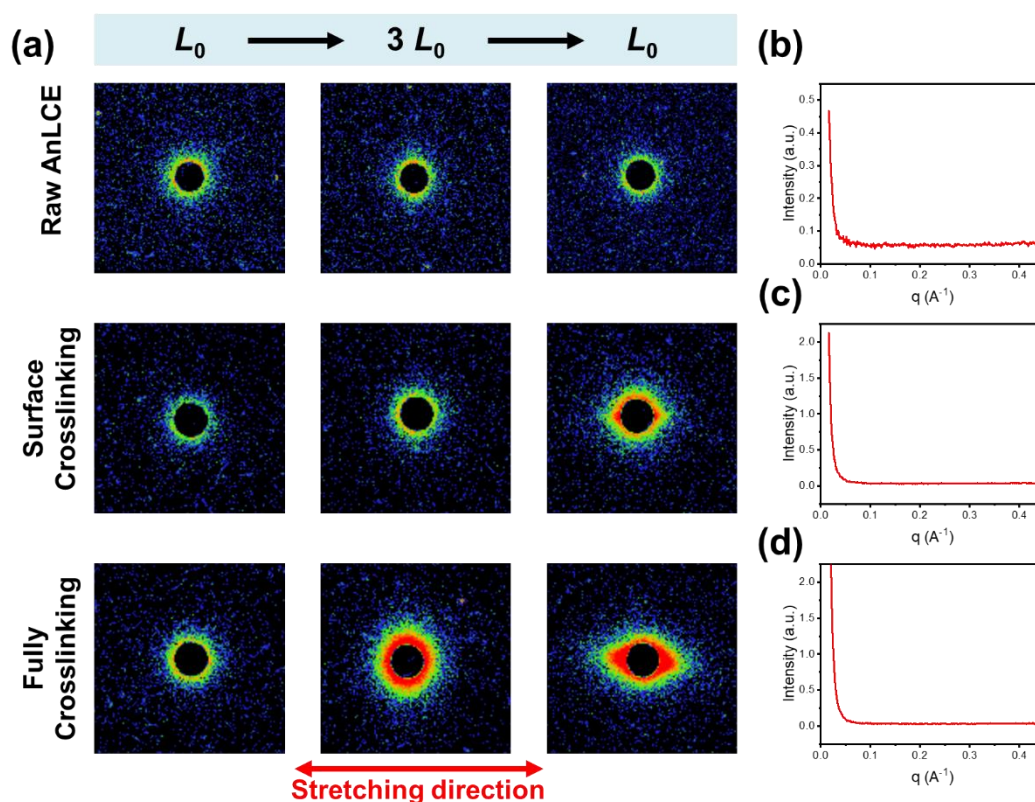 (a)
L₀ → 3 L₀ → L₀
Raw AnLCE
Surface
Crosslinking
Fully
Crosslinking
Stretching direction
(b)
0.5
0.4
0.3
0.2
0.1
0.0
Intensity (a.u.)
0.0 0.1 0.2 0.3 0.4
q (A⁻¹)
(c)
2.0
1.5
1.0
0.5
0.0
Intensity (a.u.)
0.0 0.1 0.2 0.3 0.4
q (A⁻¹)
(d)
2.0
1.5
1.0
0.5
0.0
Intensity (a.u.)
0.0 0.1 0.2 0.3 0.4
q (A⁻¹)